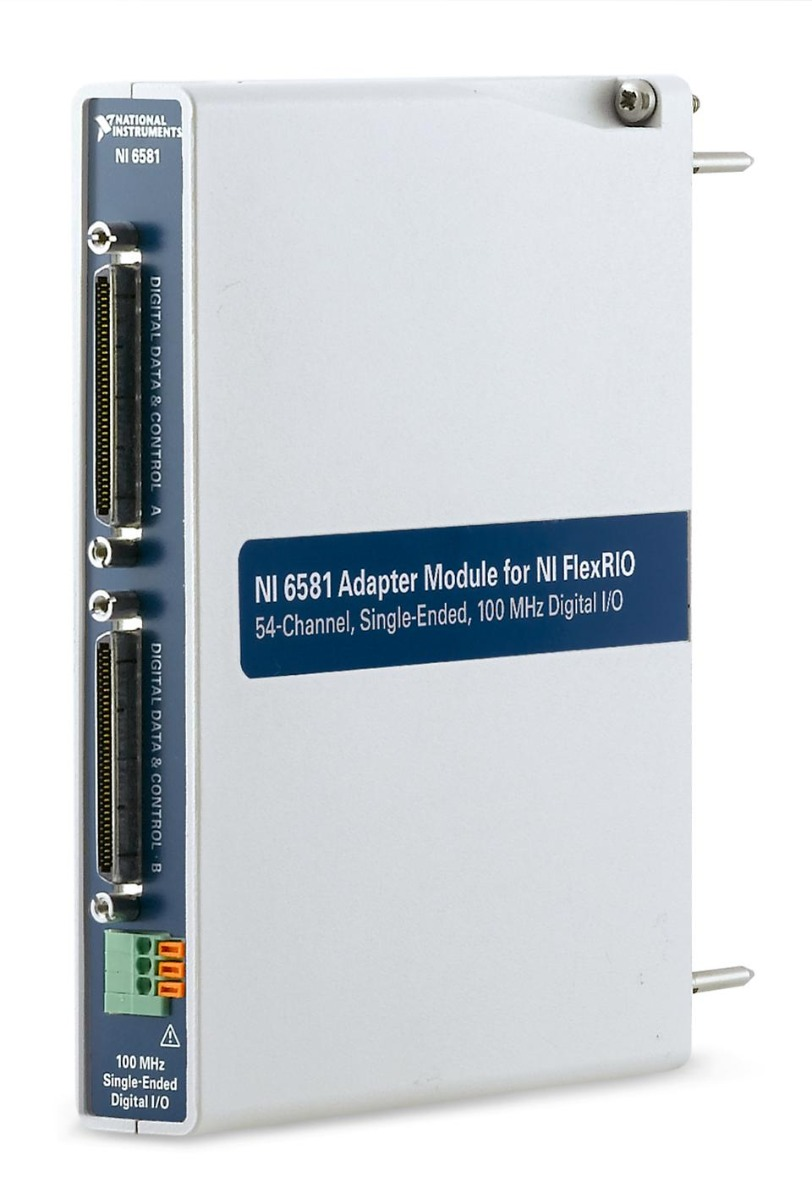 NATIONAL
INSTRUMENTS
NI 6581
DIGITAL DATA & CONTROL · A
DIGITAL DATA & CONTROL · B
100 MHz
Single-Ended
Digital I/O
NI 6581 Adapter Module for NI FlexRIO
54-Channel, Single-Ended, 100 MHz Digital I/O